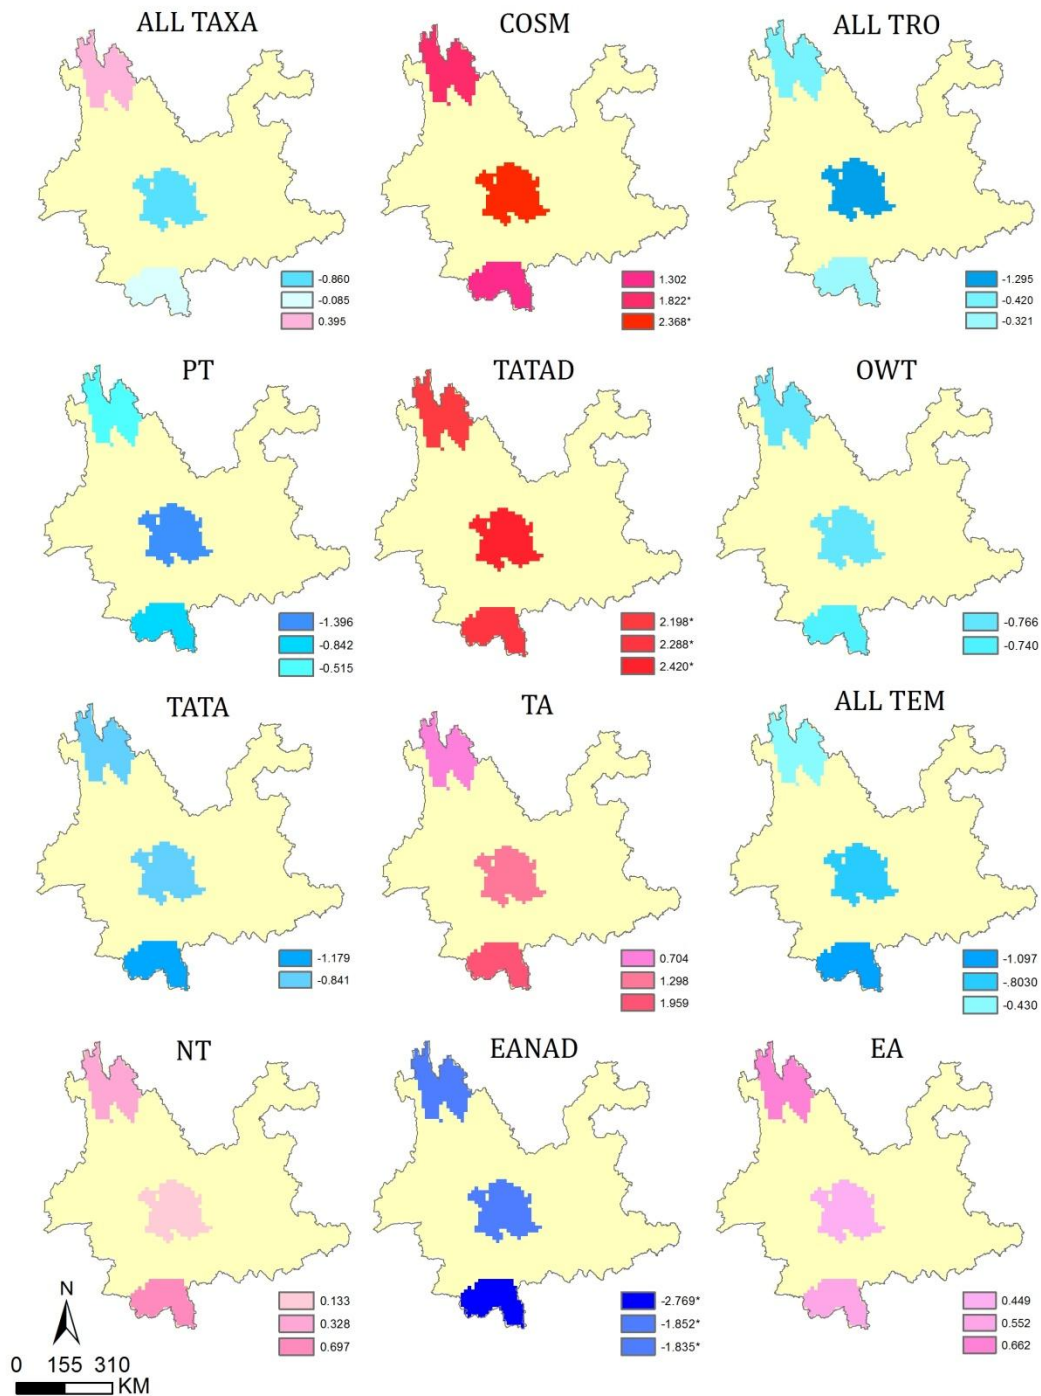 ALL TAXA
COSM
ALL TRO
-0.860
-0.085
0.395
1.302
1.822*
2.368*
-1.295
-0.420
-0.321
PT
TATAD
OWT
-1.396
-0.842
-0.515
2.198*
2.288*
2.420*
-0.766
-0.740
TATA
TA
ALL TEM
-1.179
-0.841
0.704
1.298
1.959
-1.097
-.8030
-0.430
NT
EANAD
EA
0.133
0.328
0.697
-2.769*
-1.852*
-1.835*
0.449
0.552
0.662
N
0 155 310
KM